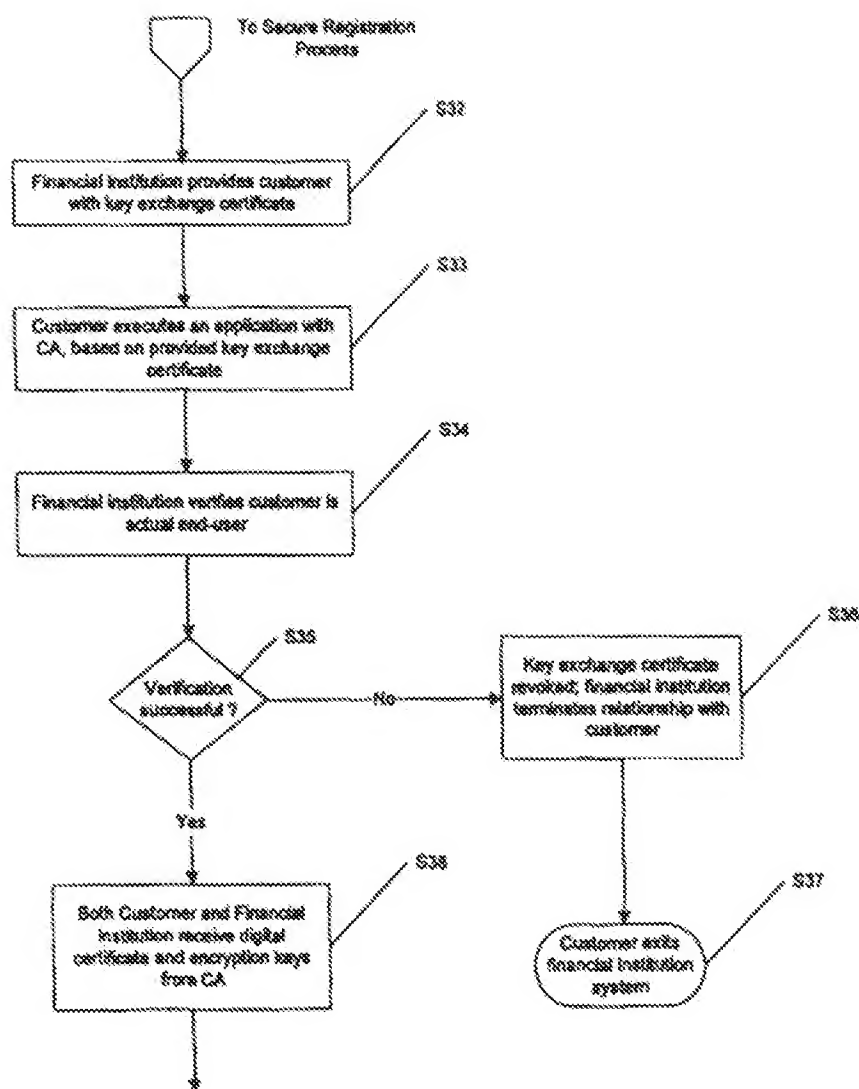 To Secure Registration
Process
S32
Financial institution provides customer
with key exchange certificate
S33
Customer executes an application with
CA, based on provided key exchange
certificate
S34
Financial institution verifies customer is
actual end-user
S35
Verification
successful ?
No
S36
Key exchange certificate
revoked; financial institution
terminates relationship with
customer
Yes
S38
Both Customer and Financial
Institution receive digital
certificate and encryption keys
from CA
S37
Customer exits
financial institution
system